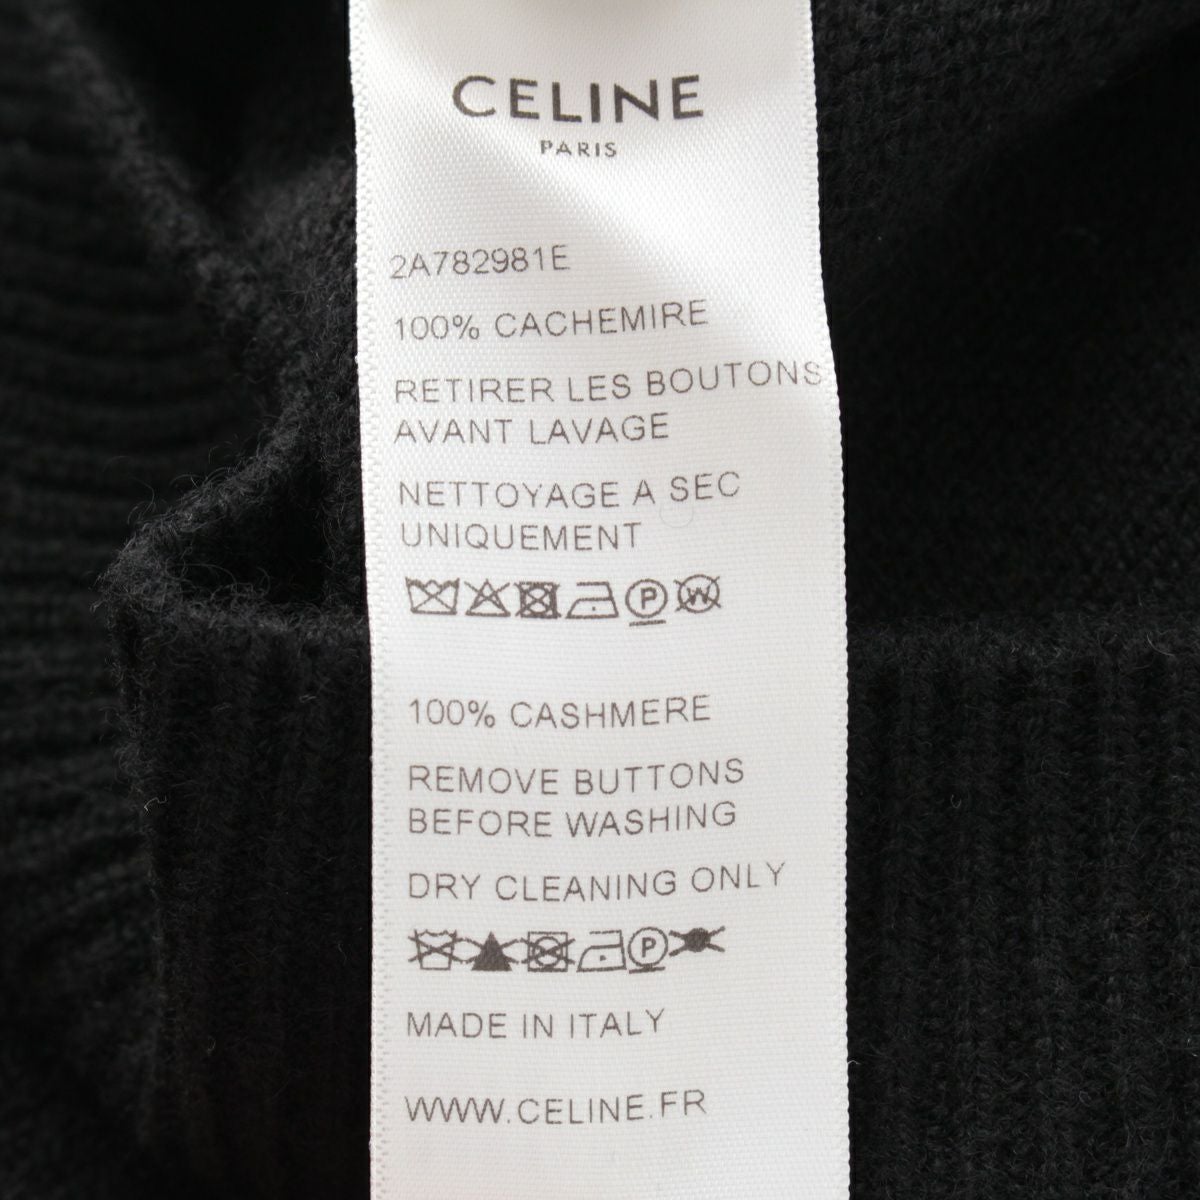 CELINE
PARIS
2A782981E
100% CACHEMIRE
RETIRER LES BOUTONS
AVANT LAVAGE
NETTOYAGE A SEC
UNIQUEMENT
P W
100% CASHMERE
REMOVE BUTTONS
BEFORE WASHING
DRY CLEANING ONLY
P
MADE IN ITALY
WWW.CELINE.FR